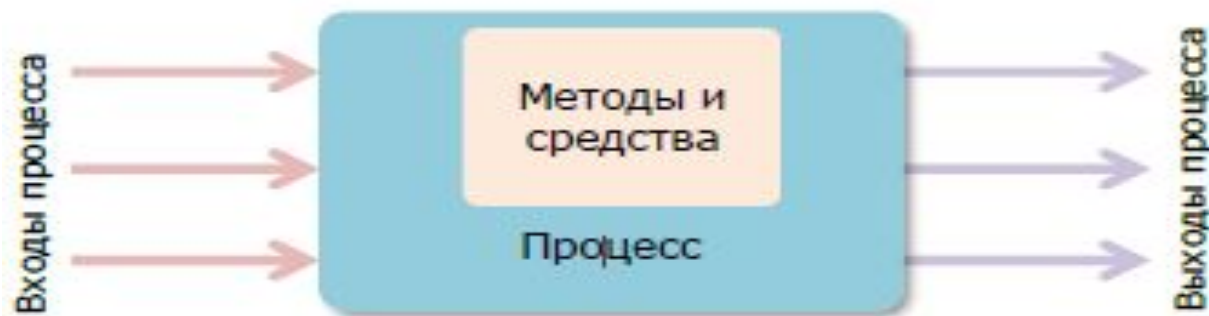 Входы процесса
Методы и
средства
Процесс
Выходы процесса